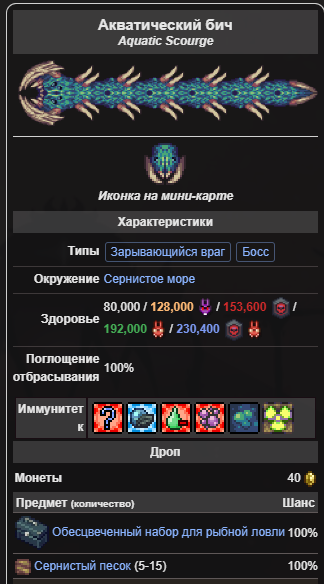 Акватический бич
Aquatic Scourge
Иконка на мини-карте
Характеристики
Типы Зарывающийся враг Босс
Окружение Сернистое море
Здоровье 80,000 / 128,000 / 153,600 /
192,000 / 230,400
Поглощение
отбрасывания 100%
Иммунитет
к
Дроп
Монеты 40
Предмет (количество) Шанс
Обесцвеченный набор для рыбной ловли 100%
Сернистый песок (5-15) 100%